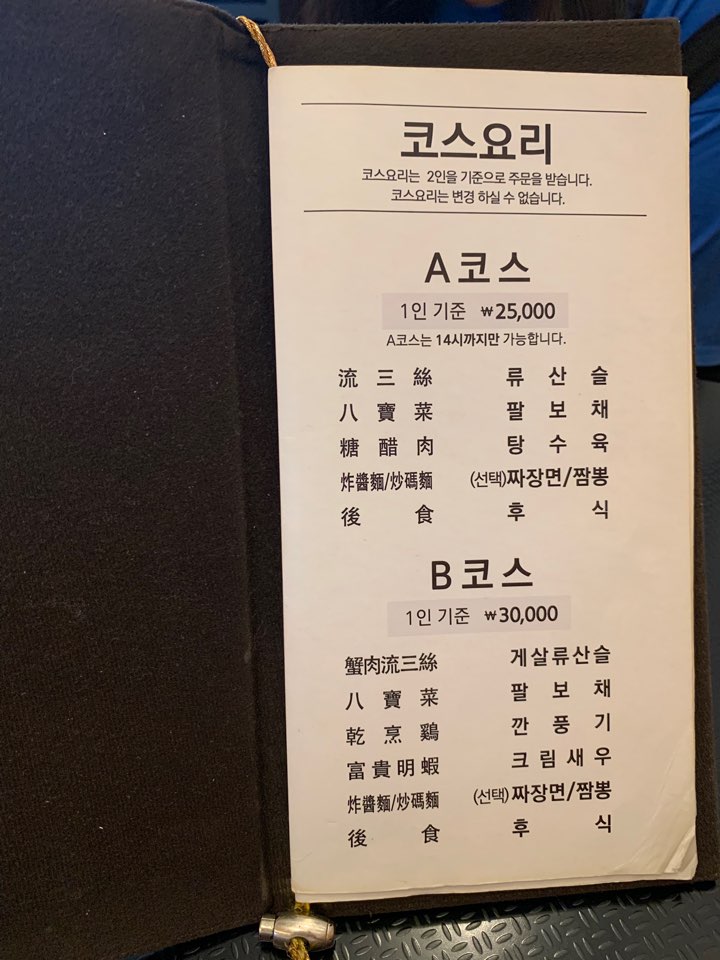 코스요리
코스요리는 2인을 기준으로 주문을 받습니다.
코스요리는 변경 하실 수 없습니다.
A코스
1인 기준 ₩25,000
A코스는 14시까지만 가능합니다.
流三絲 류산슬
八寶菜 팔보채
糖醋肉 탕수육
炸醬麵/炒碼麵 (선택)짜장면/짬뽕
後食 후식
B코스
1인 기준 ₩30,000
蟹肉流三絲 게살류산슬
八寶菜 팔보채
乾烹鷄 깐풍기
富貴明蝦 크림새우
炸醬麵/炒碼麵 (선택)짜장면/짬뽕
後食 후식